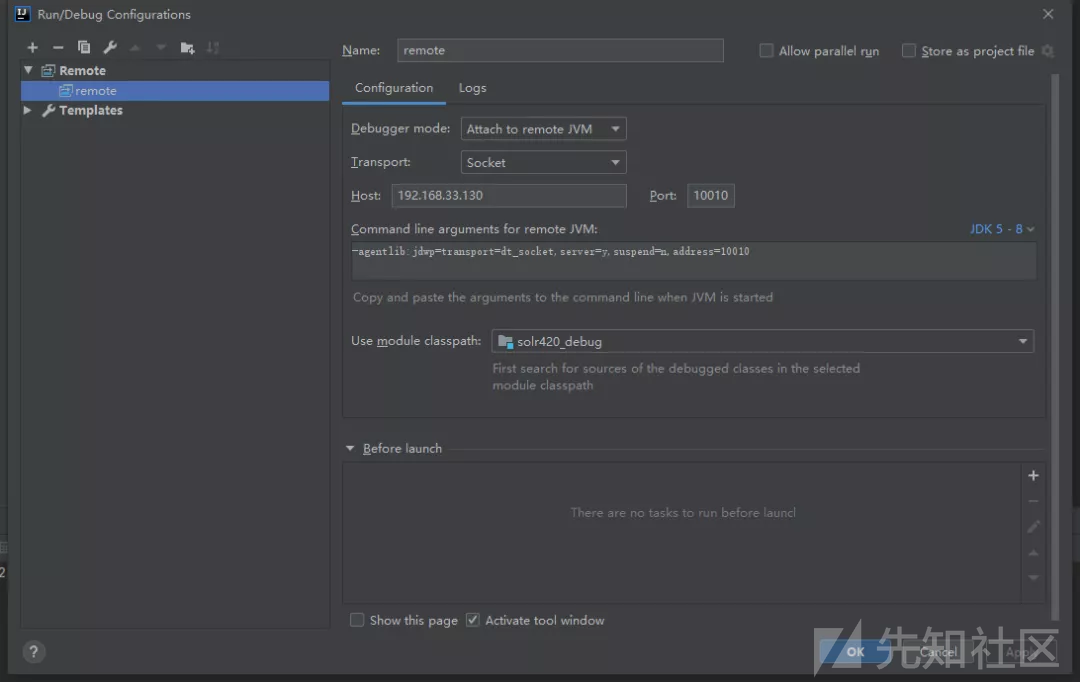 Run/Debug Configurations
Name: remote Allow parallel run Store as project file
Remote
remote
Templates
Configuration Logs
Debugger mode: Attach to remote JVM
Transport: Socket
Host: 192.168.33.130 Port: 10010
Command line arguments for remote JVM: JDK 5 - 8
-agentlib:jdwp=transport=dt_socket,server=y,suspend=n,address=10010
Copy and paste the arguments to the command line when JVM is started
Use module classpath: solr420_debug
First search for sources of the debugged classes in the selected
module classpath
Before launch
There are no tasks to run before launcl
2
Show this page Activate tool window
? OK Cancel Apply
先知社区